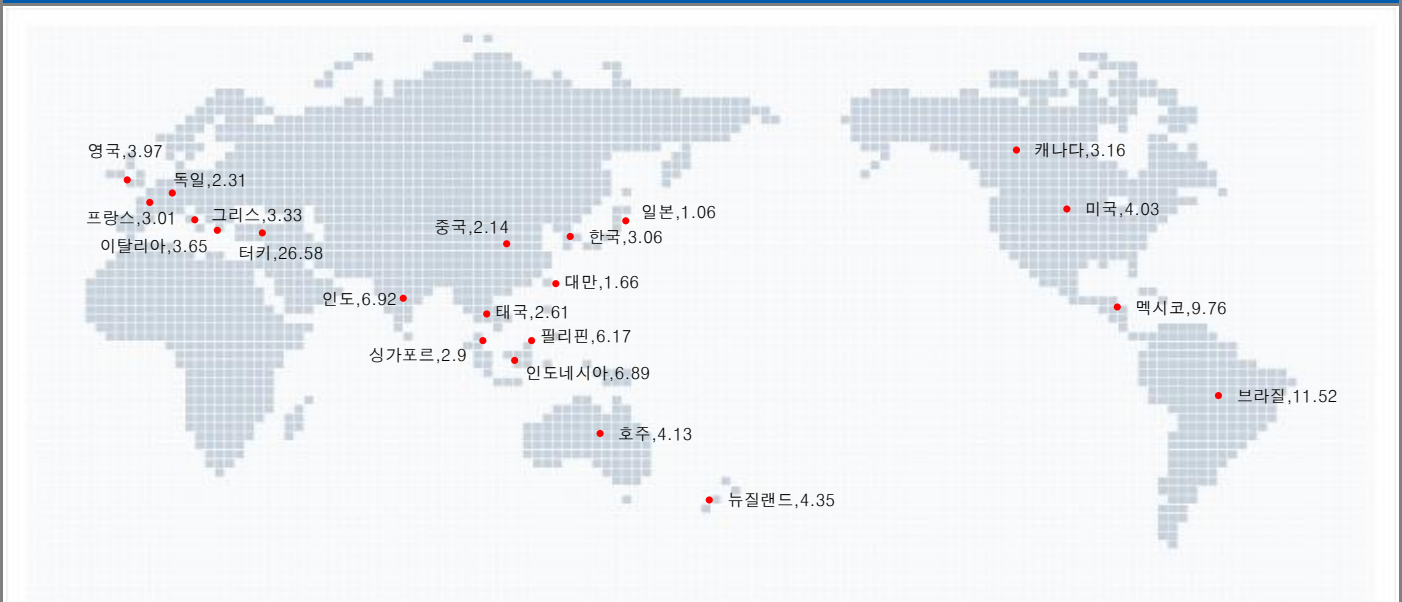 영국,3.97
캐나다,3.16
독일,2.31
미국,4.03
일본,1.06
프랑스,3.01
그리스,3.33
중국,2.14
한국,3.06
이탈리아,3.65
터키,26.58
대만,1.66
인도,6.92
멕시코,9.76
태국,2.61
필리핀,6.17
싱가포르,2.9
인도네시아,6.89
브라질,11.52
호주,4.13
뉴질랜드,4.35